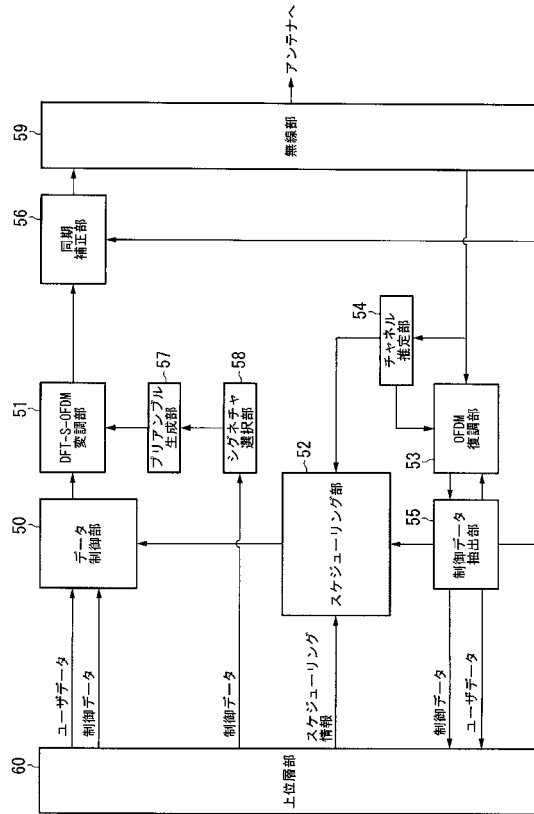 60
上位層部
ユーザデータ
制御データ
制御データ
スケジューリング
情報
制御データ
ユーザデータ
50
データ
制御部
51
DFT-S-OFDM
変調部
57
プリアンブル
生成部
58
シグネチャ
選択部
52
スケジューリング部
55
制御データ
抽出部
53
OFDM
復調部
54
チャネル
推定部
56
同期
補正部
59
無線部
アンテナへ